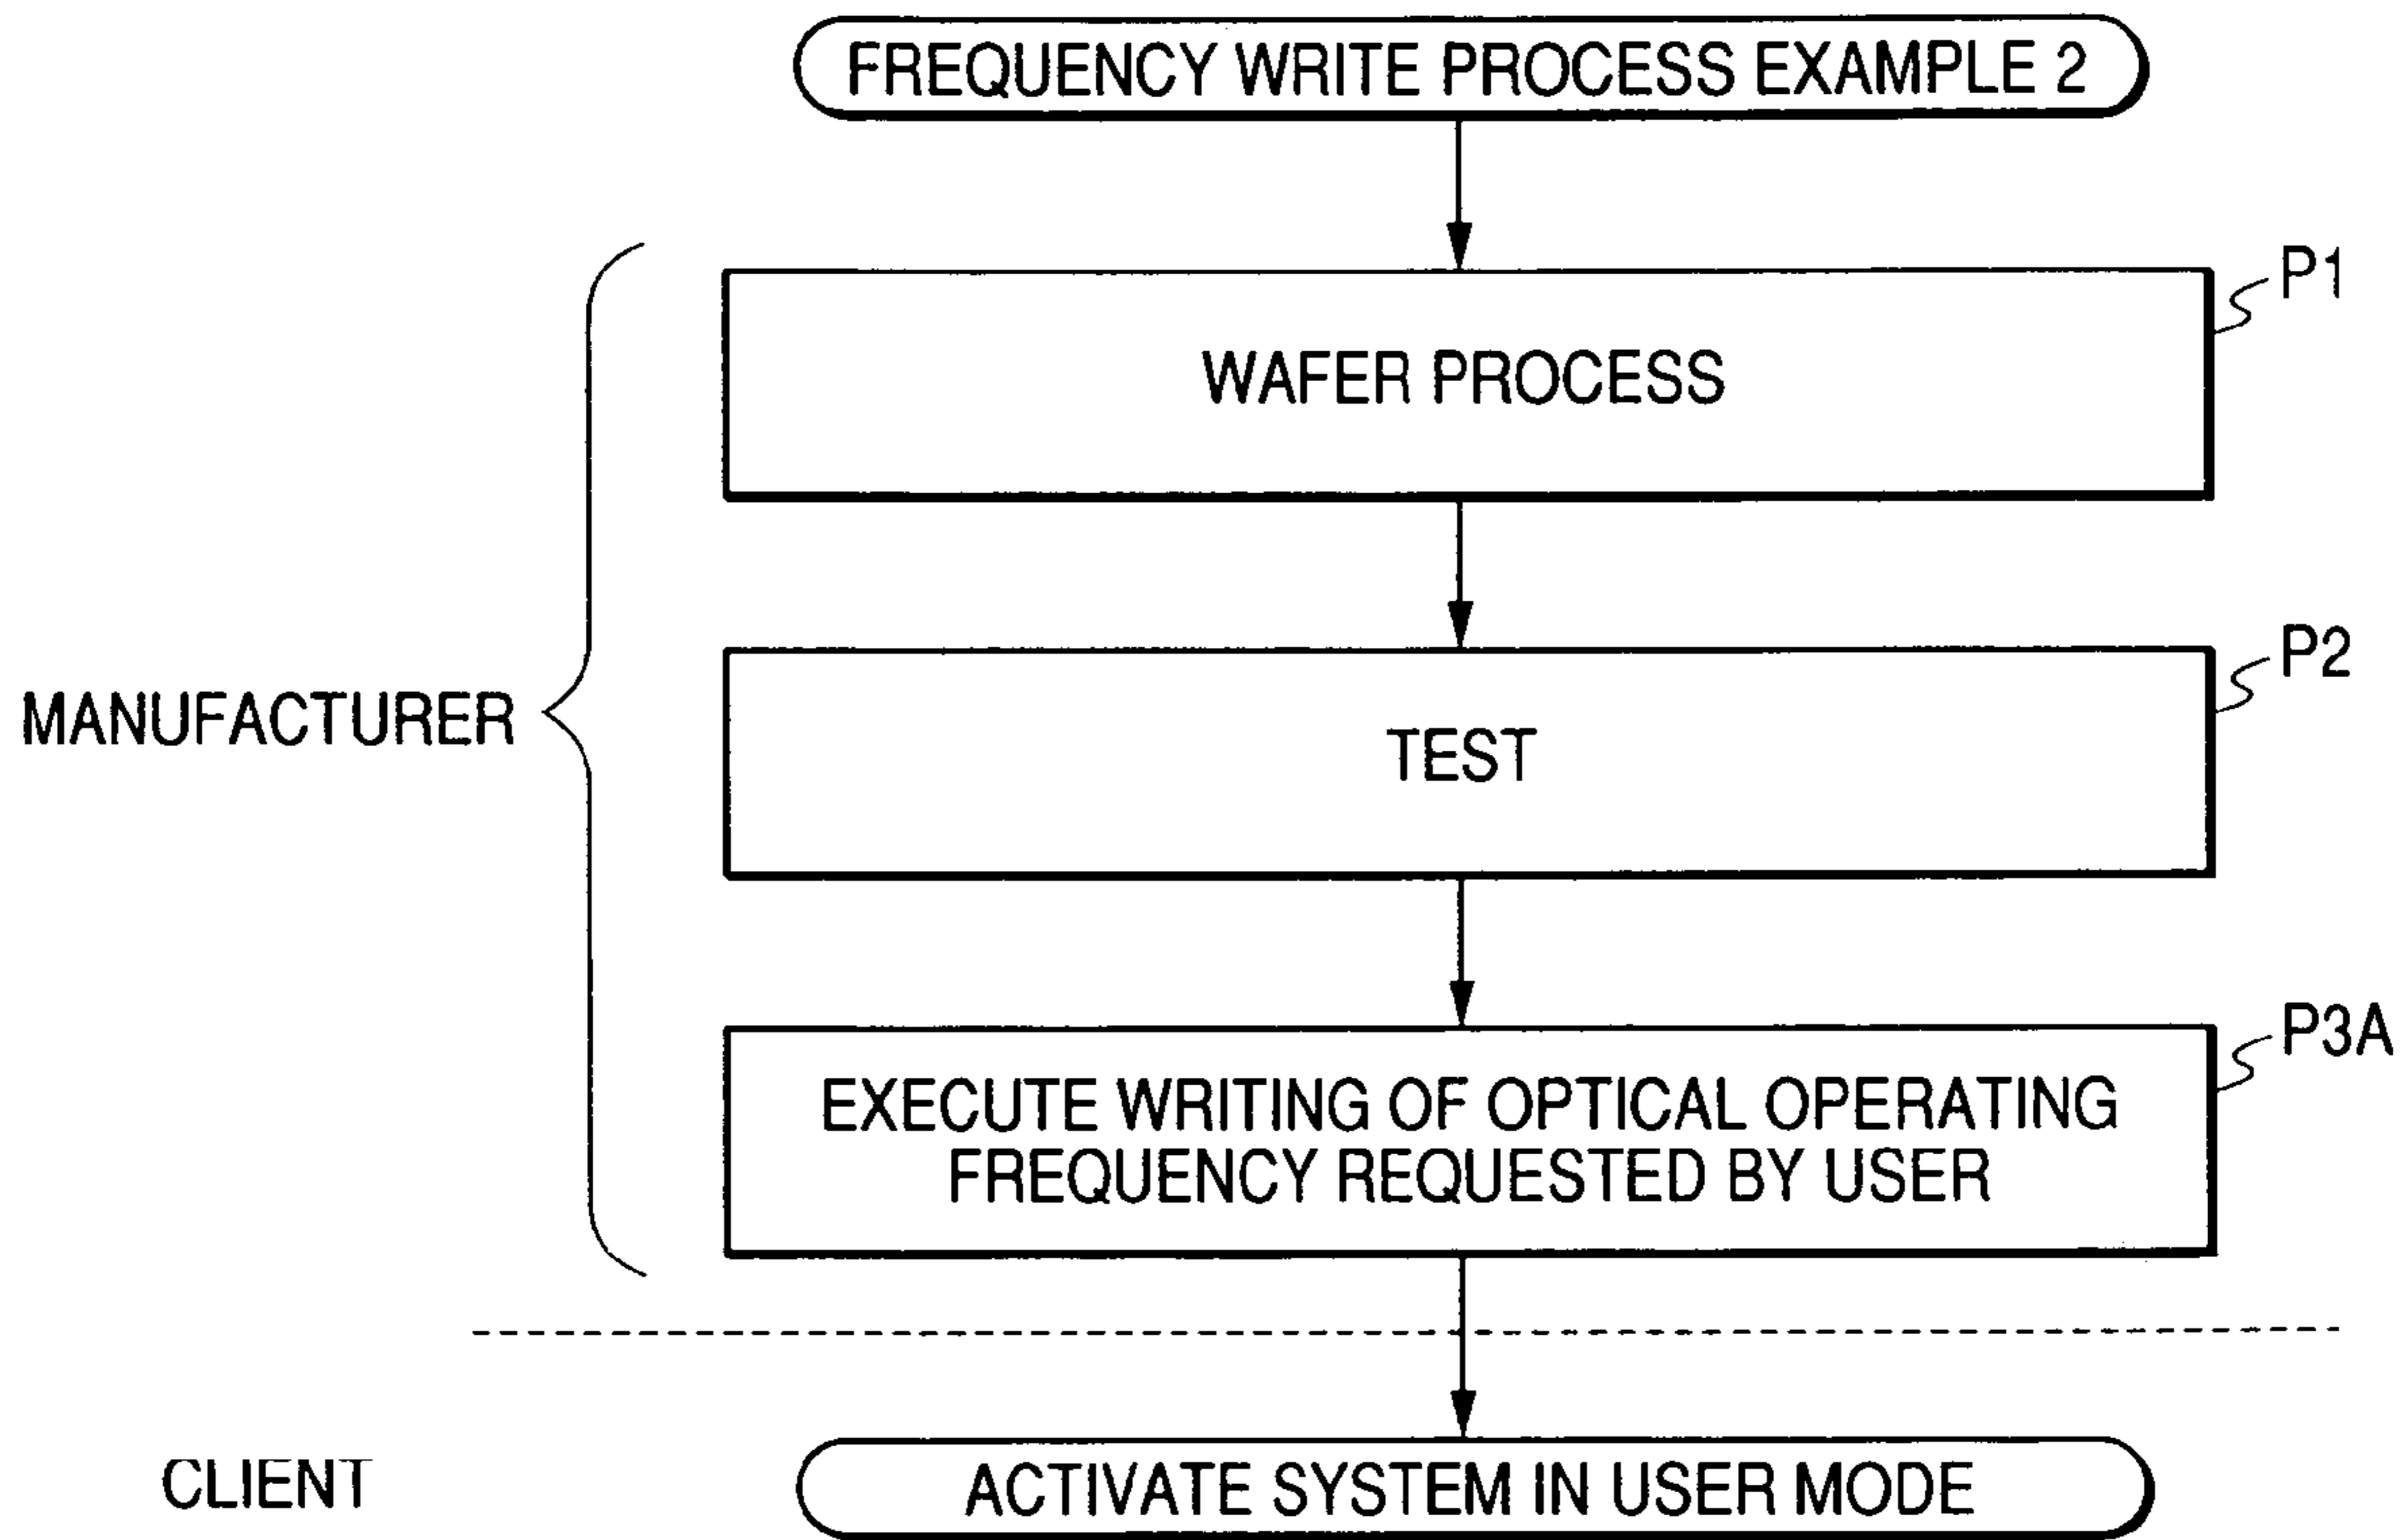 FREQUENCY WRITE PROCESS EXAMPLE 2
P1
WAFER PROCESS
P2
MANUFACTURER
TEST
P3A
EXECUTE WRITING OF OPTICAL OPERATING
FREQUENCY REQUESTED BY USER
CLIENT
ACTIVATE SYSTEM IN USER MODE